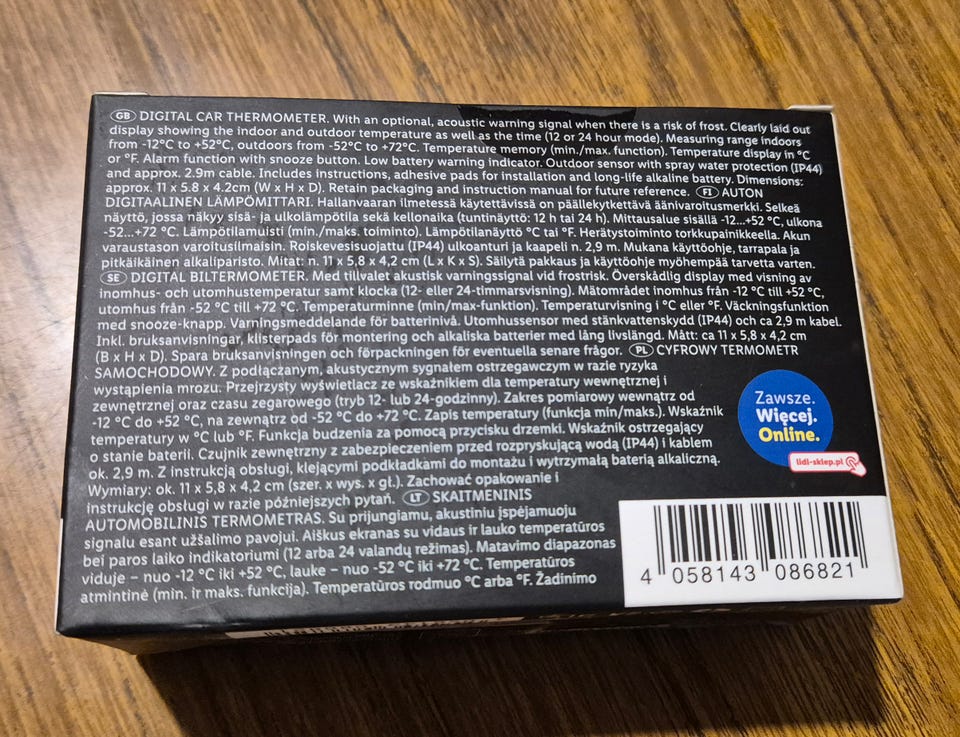 GB DIGITAL CAR THERMOMETER. With an optional, acoustic warning signal when there is a risk of frost. Clearly laid out
display showing the indoor and outdoor temperature as well as the time (12 or 24 hour mode). Measuring range indoors
from -12°C to +52°C, outdoors from -52°C to +72°C. Temperature memory (min./max. function). Temperature display in °C
or °F. Alarm function with snooze button. Low battery warning indicator. Outdoor sensor with spray water protection (IP44)
and approx. 2.9m cable. Includes instructions, adhesive pads for installation and long-life alkaline battery. Dimensions:
approx. 11 x 5.8 x 4.2cm (W x H x D). Retain packaging and instruction manual for future reference. FI AUTON
DIGITAALINEN LÄMPÖMITTARI. Hallanvaaran ilmetessä käytettävissä on päällekytkettävä äänivaroitusmerkki. Selkeä
näyttö, jossa näkyy sisä- ja ulkolämpötila sekä kellonaika (tuntinäyttö: 12 h tai 24 h). Mittausalue sisällä -12...+52 °C, ulkona
-52...+72 °C. Lämpötilamuisti (min./maks. toiminto). Lämpötilanäyttö °C tai °F. Herätystoiminto torkkupainikkeella. Akun
varaustason varoitusilmaisin. Roiskevesisuojattu (IP44) ulkoanturi ja kaapeli n. 2,9 m. Mukana käyttöohje, tarrapala ja
pitkäikäinen alkaliparisto. Mitat: n. 11 x 5,8 x 4,2 cm (L x K x S). Säilytä pakkaus ja käyttöohje myöhempää tarvetta varten.
SE DIGITAL BILTERMOMETER. Med tillvalet akustisk varningssignal vid frostrisk. Överskådlig display med visning av
inomhus- och utomhustemperatur samt klocka (12- eller 24-timmarsvisning). Mätområdet inomhus från -12 °C till +52 °C,
utomhus från -52 °C till +72 °C. Temperaturminne (min/max-funktion). Temperaturvisning i °C eller °F. Väckningsfunktion
med snooze-knapp. Varningsmeddelande för batterinivå. Utomhussensor med stänkvattenskydd (IP44) och ca 2,9 m kabel.
Inkl. bruksanvisningar, klisterpads för montering och alkaliska batterier med lång livslängd. Mått: ca 11 x 5,8 x 4,2 cm
(B x H x D). Spara bruksanvisningen och förpackningen för eventuella senare frågor. PL CYFROWY TERMOMETR
SAMOCHODOWY. Z podłączanym, akustycznym sygnałem ostrzegawczym w razie ryzyka
wystąpienia mrozu. Przejrzysty wyświetlacz ze wskaźnikiem dla temperatury wewnętrznej i
zewnętrznej oraz czasu zegarowego (tryb 12- lub 24-godzinny). Zakres pomiarowy wewnątrz od
-12 °C do +52 °C, na zewnątrz od -52 °C do +72 °C. Zapis temperatury (funkcja min/maks.). Wskaźnik
temperatury w °C lub °F. Funkcja budzenia za pomocą przycisku drzemki. Wskaźnik ostrzegający
o stanie baterii. Czujnik zewnętrzny z zabezpieczeniem przed rozpryskującą wodą (IP44) i kablem
ok. 2,9 m. Z instrukcją obsługi, klejącymi podkładkami do montażu i wytrzymałą baterią alkaliczną.
Wymiary: ok. 11 x 5,8 x 4,2 cm (szer. x wys. x gł.). Zachować opakowanie i
instrukcję obsługi w razie późniejszych pytań. LT SKAITMENINIS
AUTOMOBILINIS TERMOMETRAS. Su prijungiamu, akustiniu įspėjamuoju
signalu esant užšalimo pavojui. Aiškus ekranas su vidaus ir lauko temperatūros
bei paros laiko indikatoriumi (12 arba 24 valandų režimas). Matavimo diapazonas
viduje – nuo -12 °C iki +52 °C, lauke – nuo -52 °C iki +72 °C. Temperatūros
atmintinė (min. ir maks. funkcija). Temperatūros rodmuo °C arba °F. Žadinimo
Zawsze.
Więcej.
Online.
lidl-sklep.pl
4 058143 086821